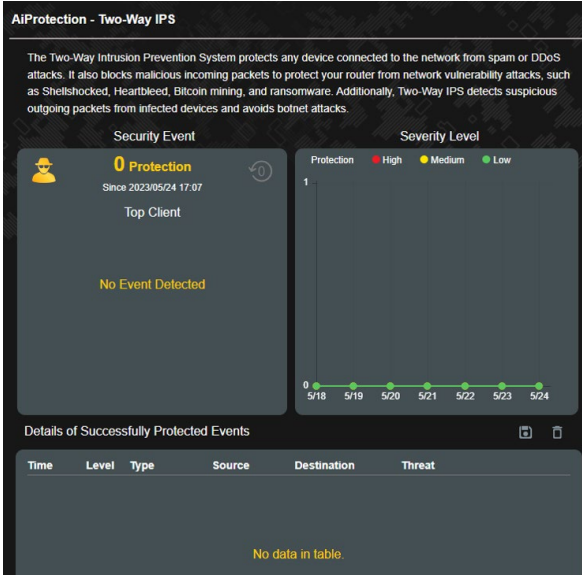 AiProtection - Two-Way IPS
The Two-Way Intrusion Prevention System protects any device connected to the network from spam or DDoS
attacks. It also blocks malicious incoming packets to protect your router from network vulnerability attacks, such
as Shellshocked, Heartbleed, Bitcoin mining, and ransomware. Additionally, Two-Way IPS detects suspicious
outgoing packets from infected devices and avoids botnet attacks.
Security Event
0 Protection
Since 2023/05/24 17:07
Top Client
No Event Detected
Severity Level
Protection High Medium Low
1
0
5/18 5/19 5/20 5/21 5/22 5/23 5/24
Details of Successfully Protected Events
Time Level Type Source Destination Threat
No data in table.